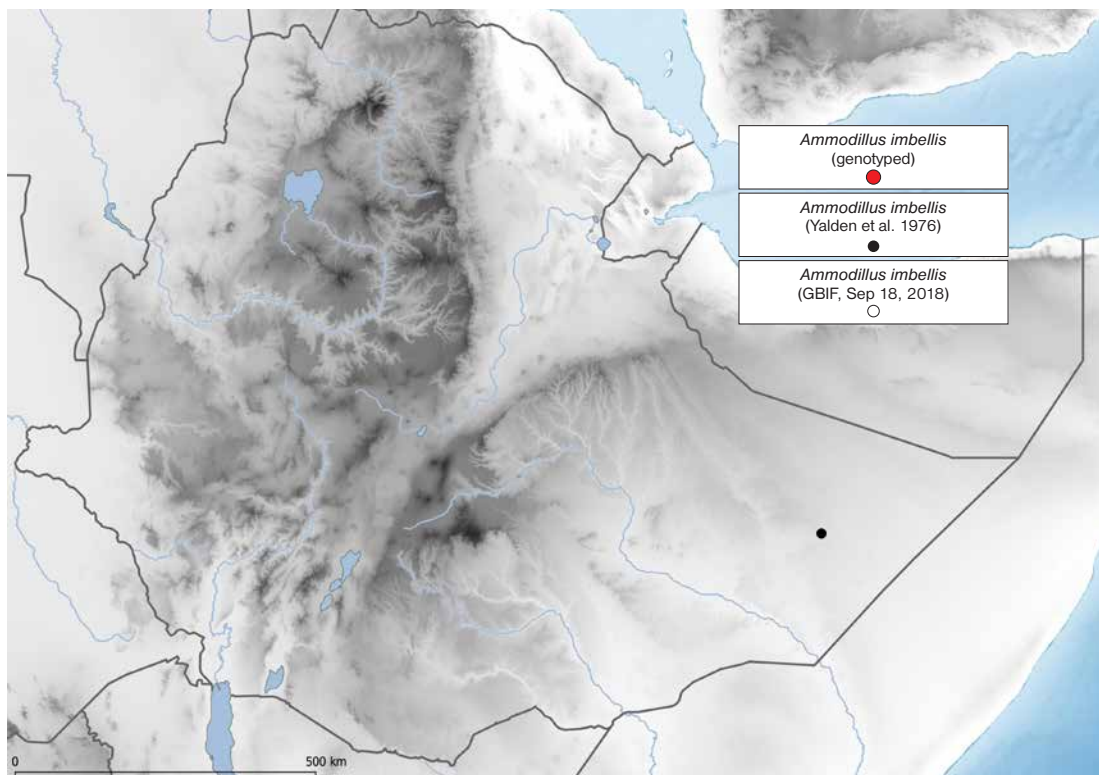 Ammodillus imbellis
(genotyped)
Ammodillus imbellis
(Yalden et al. 1976)
Ammodillus imbellis
(GBIF, Sep 18, 2018)
0 500 km